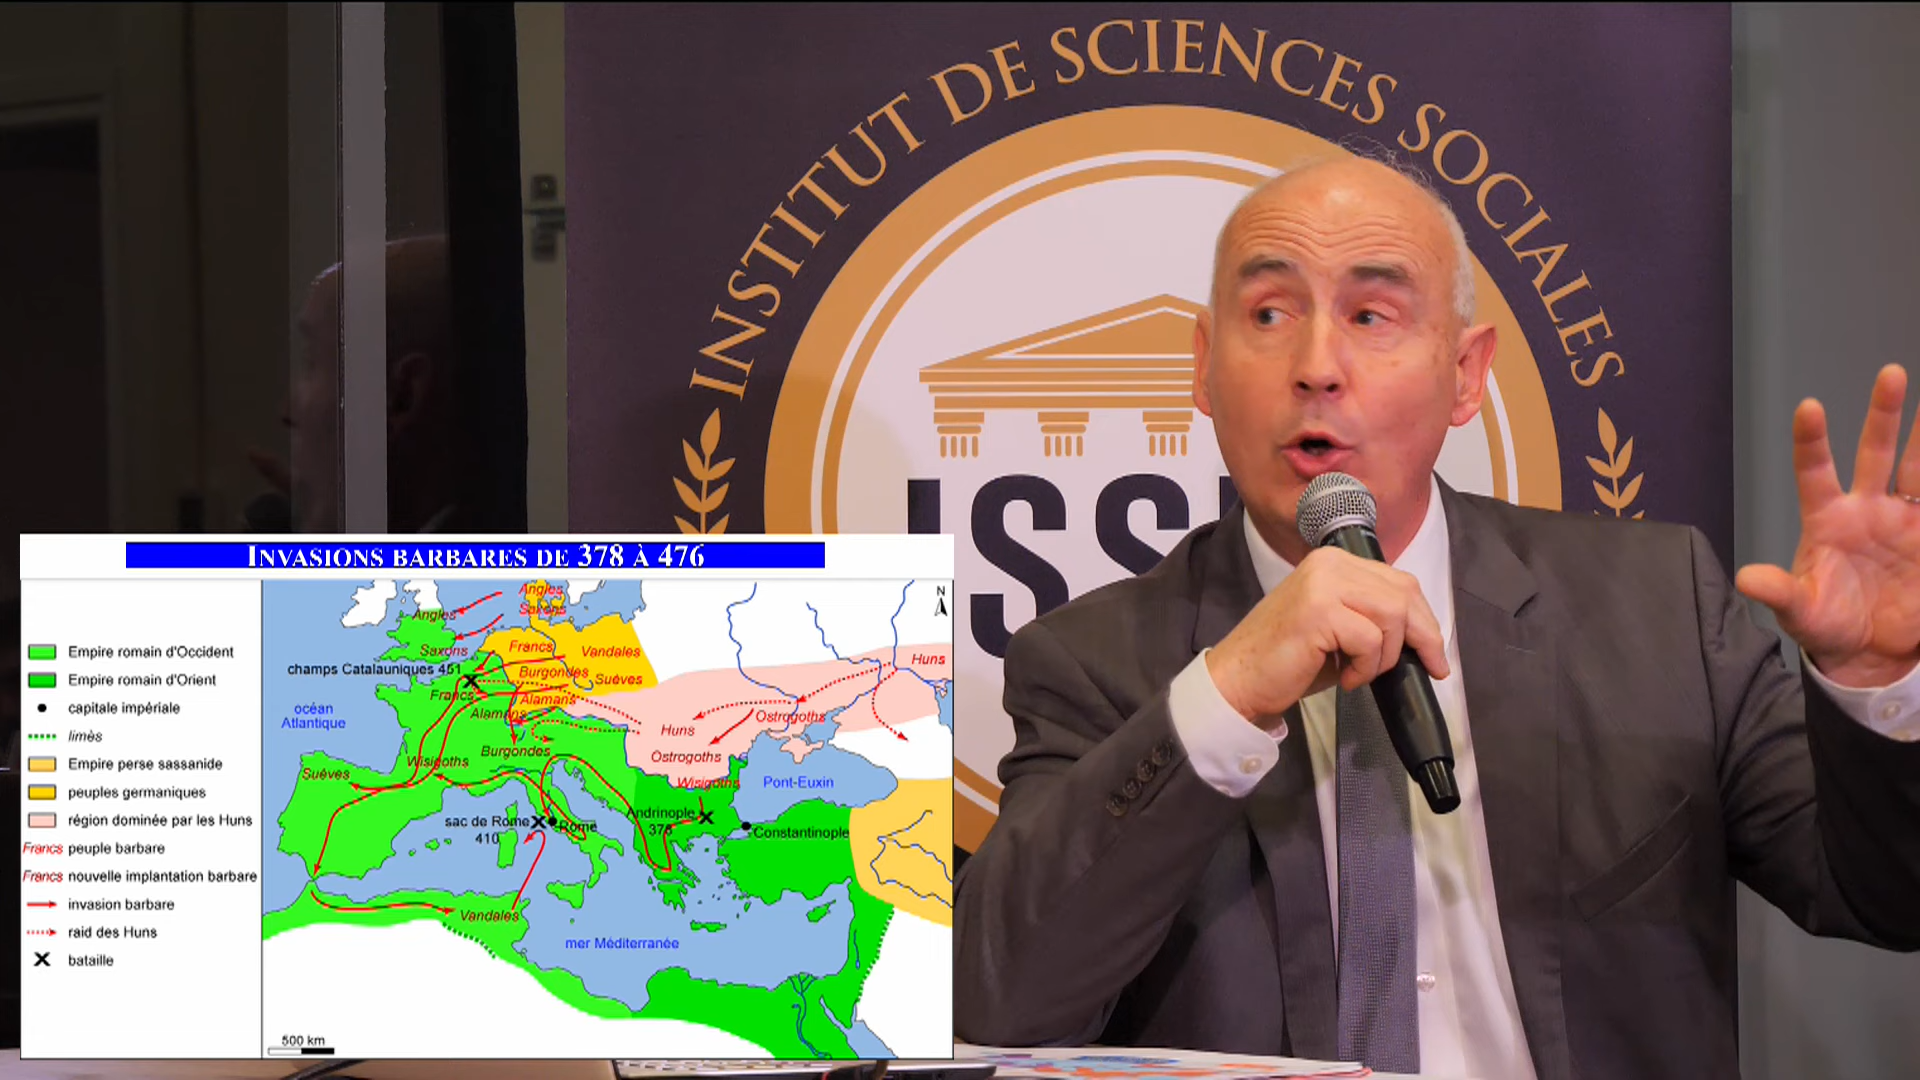 INSTITUT DE SCIENCES SOCIALES
ISS
INVASIONS BARBARES DE 378 À 476
Empire romain d'Occident
Empire romain d'Orient
capitale impériale
limès
Empire perse sassanide
peuples germaniques
région dominée par les Huns
Francs peuple barbare
Francs nouvelle implantation barbare
invasion barbare
raid des Huns
bataille
500 km
N
Angles
Saxons
Angles
Saxons
Francs
Vandales
Burgondes
Suéves
champs Catalauniques 451
Francs
Alamans
Alamans
Huns
océan
Atlantique
Huns
Ostrogoths
Burgondes
Ostrogoths
Suéves
Wisigoths
Wisigoths
Pont-Euxin
sac de Rome
410
Rome
Andrinople
378
Constantinople
Vandales
mer Méditerranée